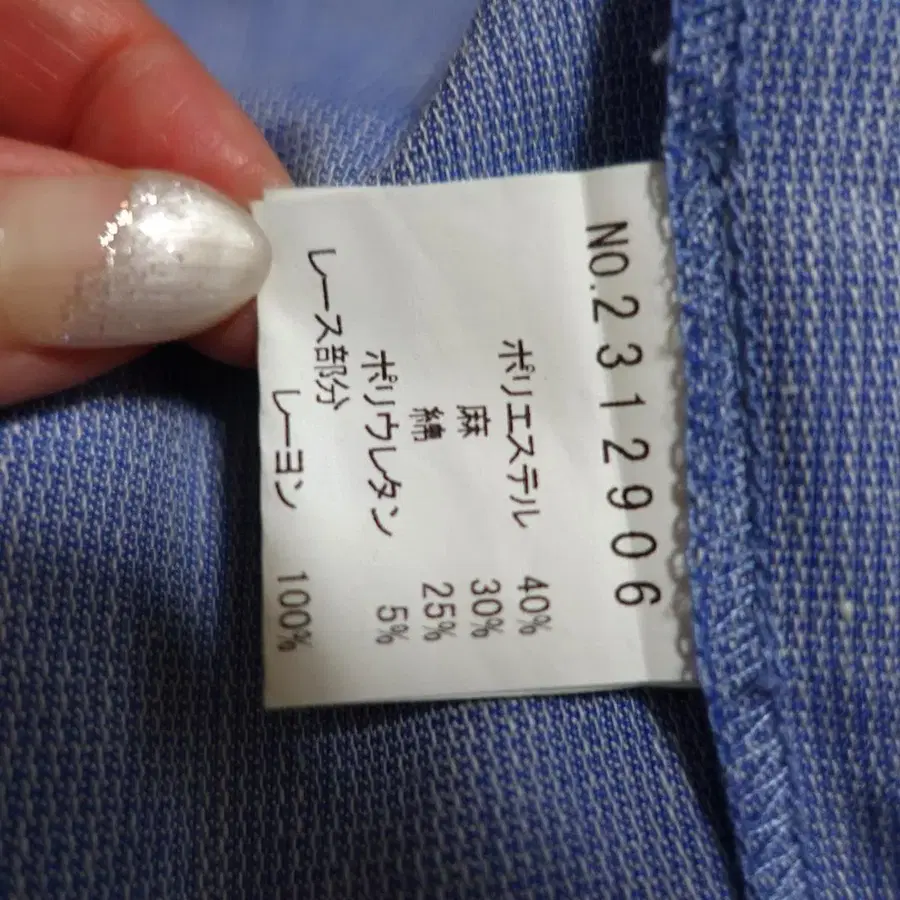 NO.2312906
ポリエステル 40%
麻 30%
綿 25%
ポリウレタン 5%
レース部分
レーヨン 100%